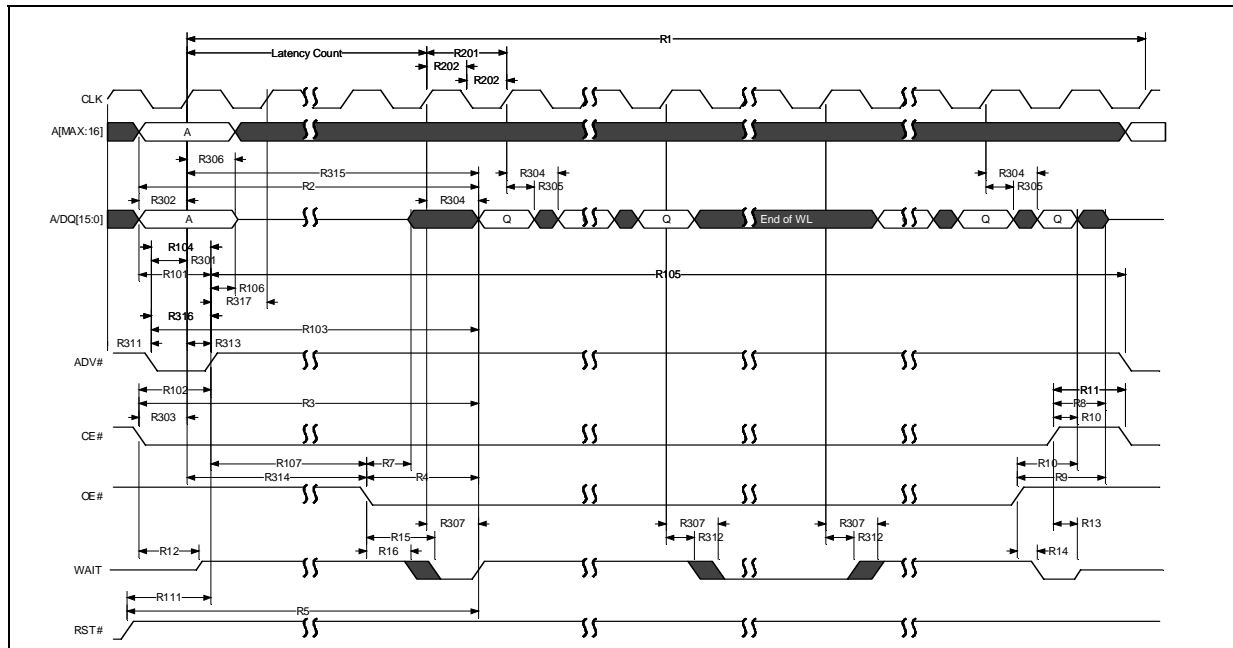 R1
Latency Count R201
R202
R202
CLK
A[MAX:16] A
R306
R315 R304 R304
R2 R305 R305
R302 R304
A/DQ[15:0] A Q Q End of WL Q Q
R104
R301
R101 R105
R106
R317
R316
R103
R311 R313
ADV#
R102 R11
R3 R8
R303 R10
CE#
R107 R7 R10
R314 R4 R9
OE#
R307 R307 R307 R13
R15 R312 R312
R12 R16 R14
WAIT
R111
R5
RST#